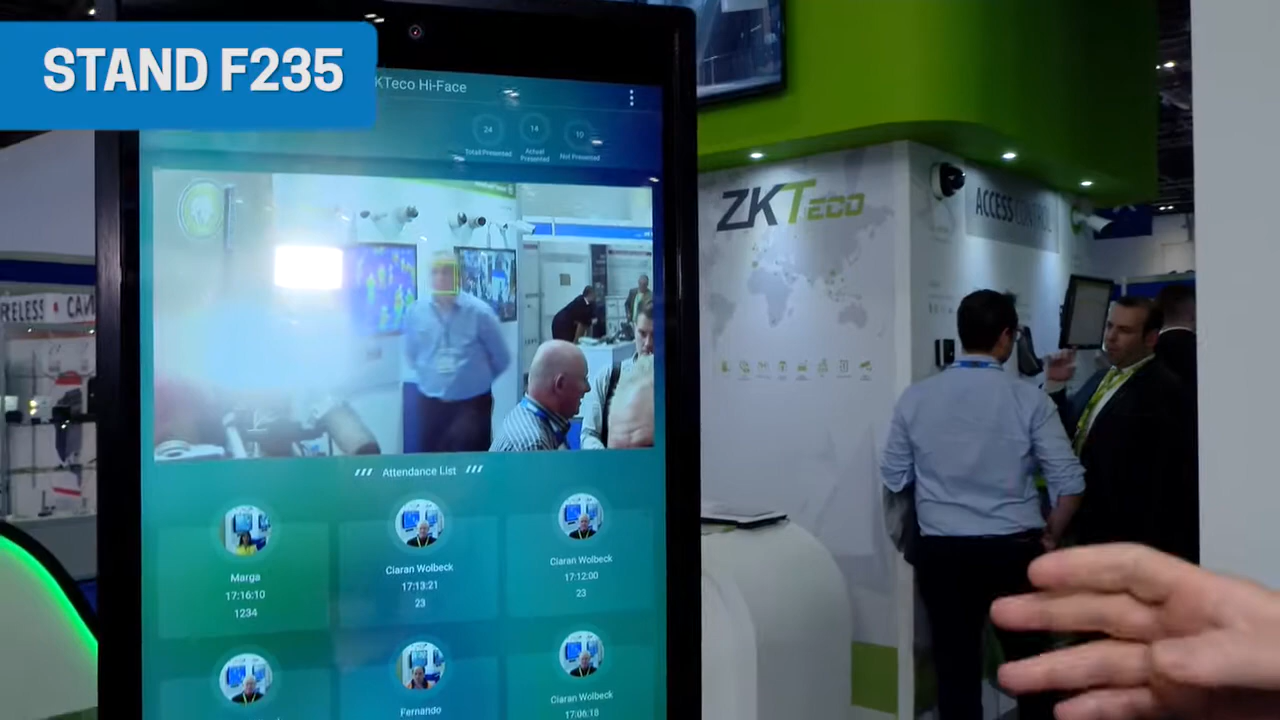 STAND F235
KTeco Hi-Face
24
14
10
Total Presented
Actual
Presented
Not Presented
ZKTECO
ACCESS CONTROL
RELESS
Attendance List
Marga
17:16:10
1234
Ciaran Wolbeck
17:13:21
23
Ciaran Wolbeck
17:12:00
23
Fernando
Ciaran Wolbeck
17:06:18